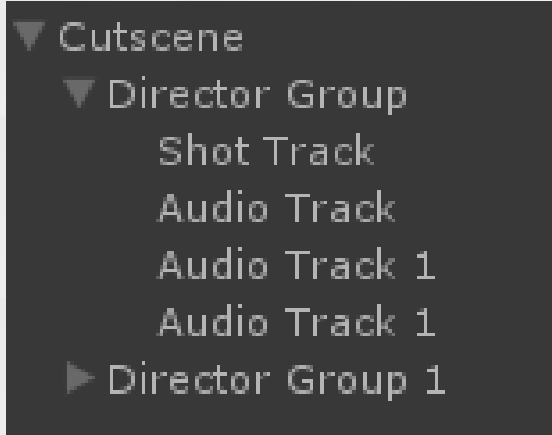 Cutscene
Director Group
Shot Track
Audio Track
Audio Track 1
Audio Track 1
Director Group 1